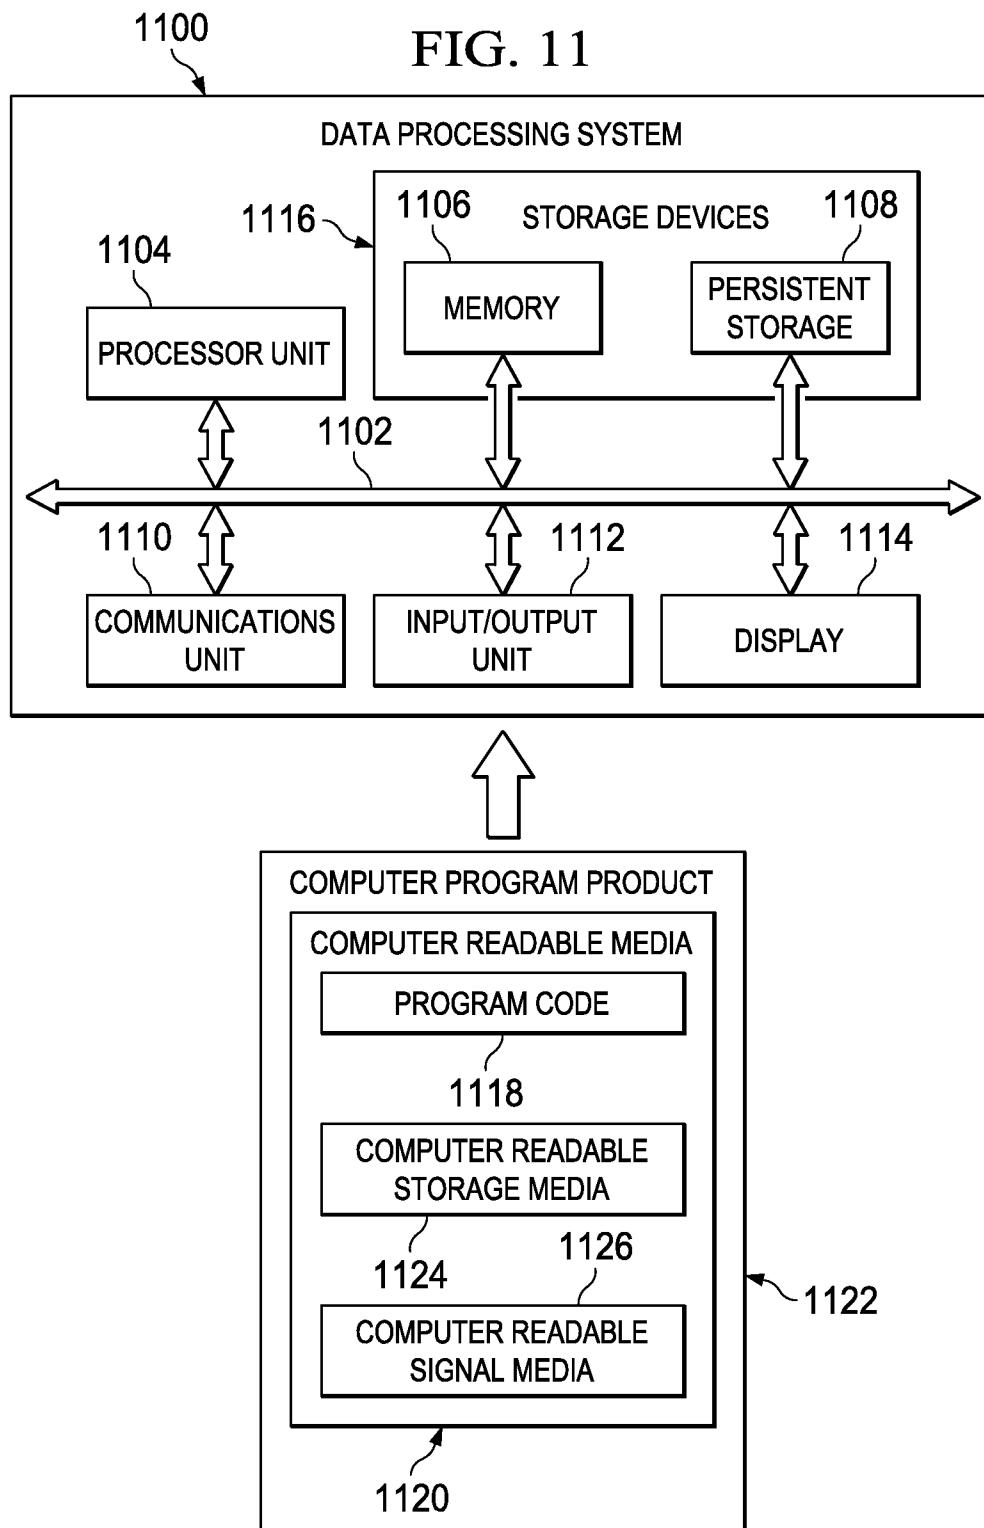 1100
FIG. 11
DATA PROCESSING SYSTEM
1116
1106
STORAGE DEVICES
1108
1104
MEMORY
PERSISTENT
STORAGE
PROCESSOR UNIT
1102
1110
1112
1114
COMMUNICATIONS
UNIT
INPUT/OUTPUT
UNIT
DISPLAY
COMPUTER PROGRAM PRODUCT
COMPUTER READABLE MEDIA
PROGRAM CODE
1118
COMPUTER READABLE
STORAGE MEDIA
1124
1126
COMPUTER READABLE
SIGNAL MEDIA
1122
1120